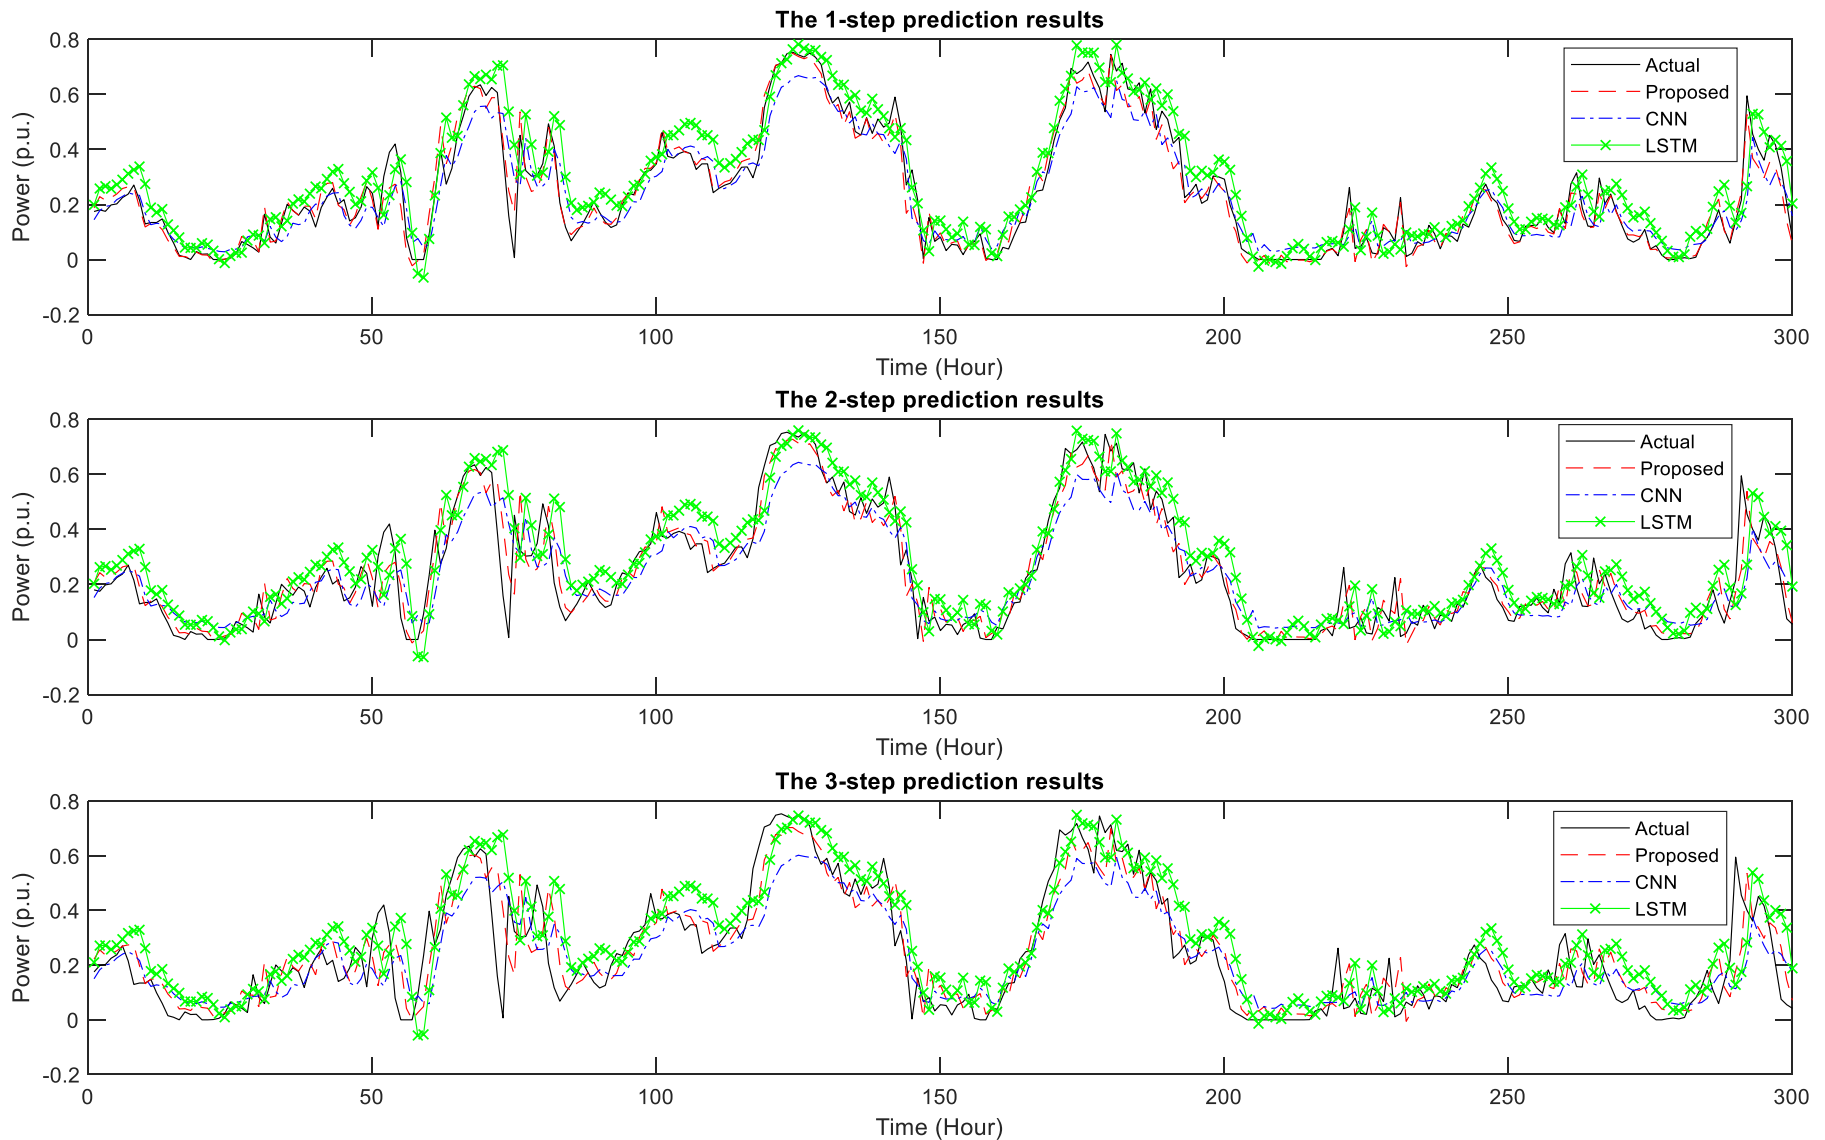 The 1-step prediction results
0.8
0.6
0.4
0.2
0
-0.2
Power (p.u.)
Actual
Proposed
CNN
LSTM
0 50 100 150 200 250 300
Time (Hour)
The 2-step prediction results
0.8
0.6
0.4
0.2
0
-0.2
Power (p.u.)
Actual
Proposed
CNN
LSTM
0 50 100 150 200 250 300
Time (Hour)
The 3-step prediction results
0.8
0.6
0.4
0.2
0
-0.2
Power (p.u.)
Actual
Proposed
CNN
LSTM
0 50 100 150 200 250 300
Time (Hour)